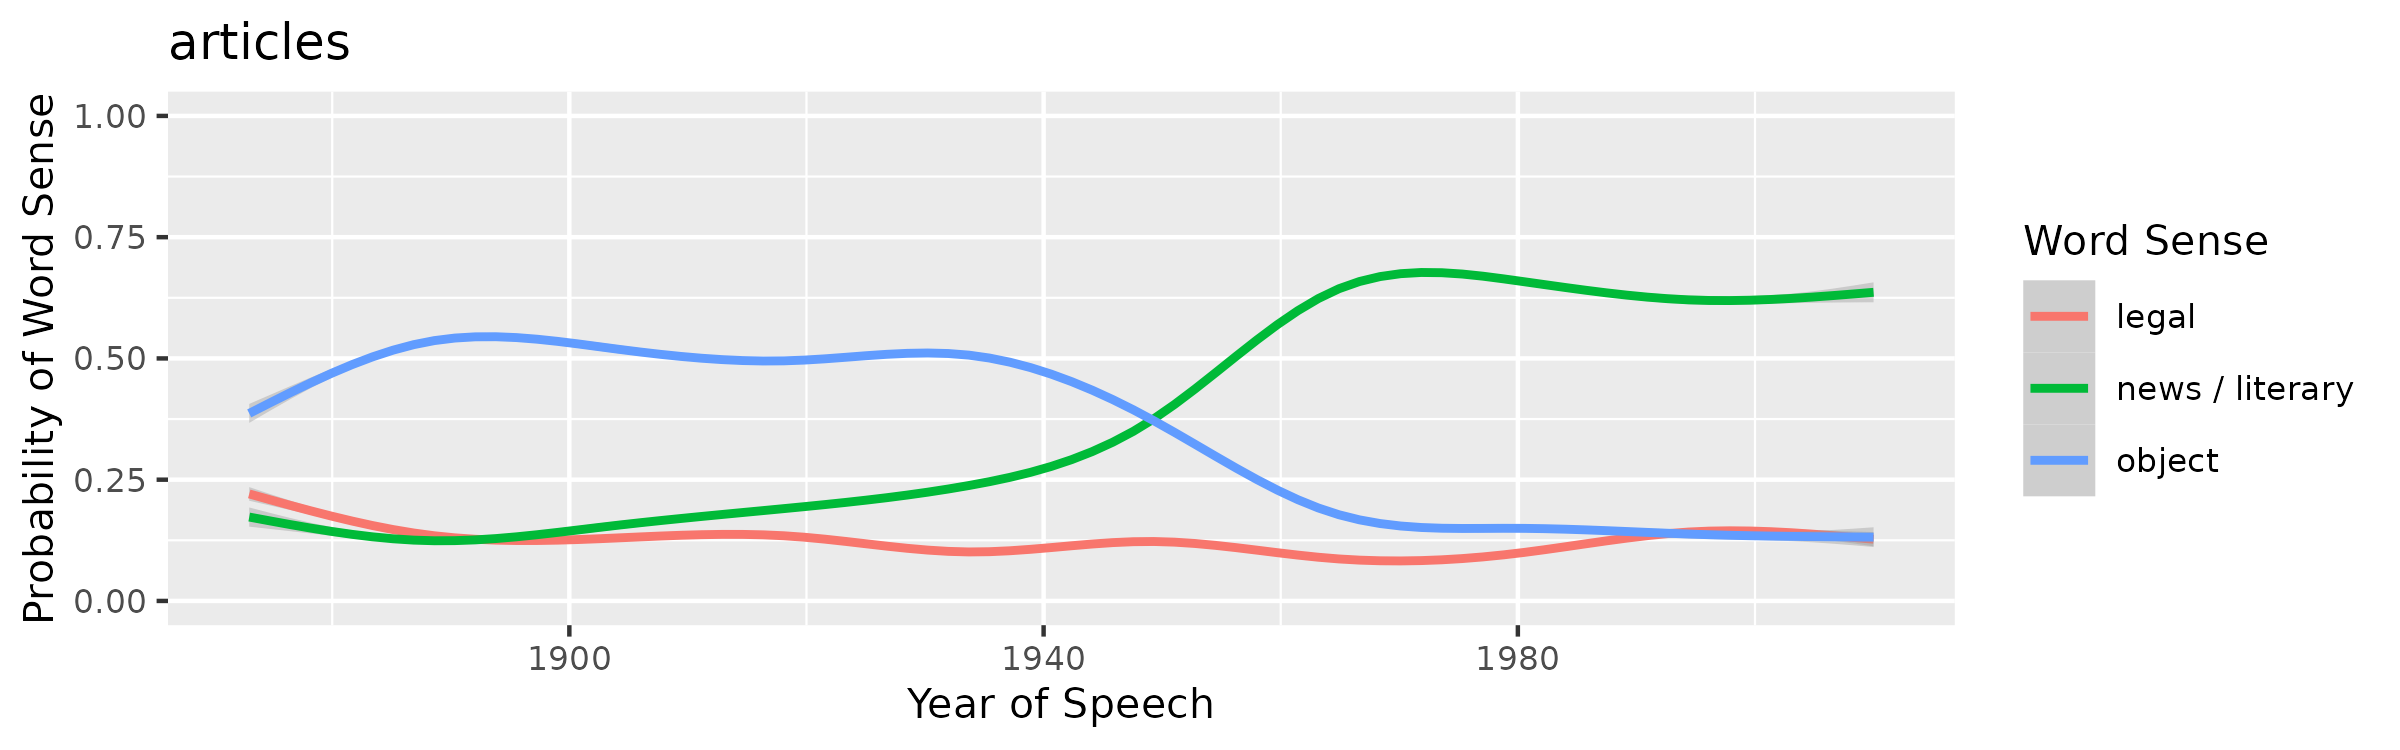 articles
Probability of Word Sense
1.00
0.75
0.50
0.25
0.00
1900
1940
1980
Year of Speech
Word Sense
legal
news / literary
object